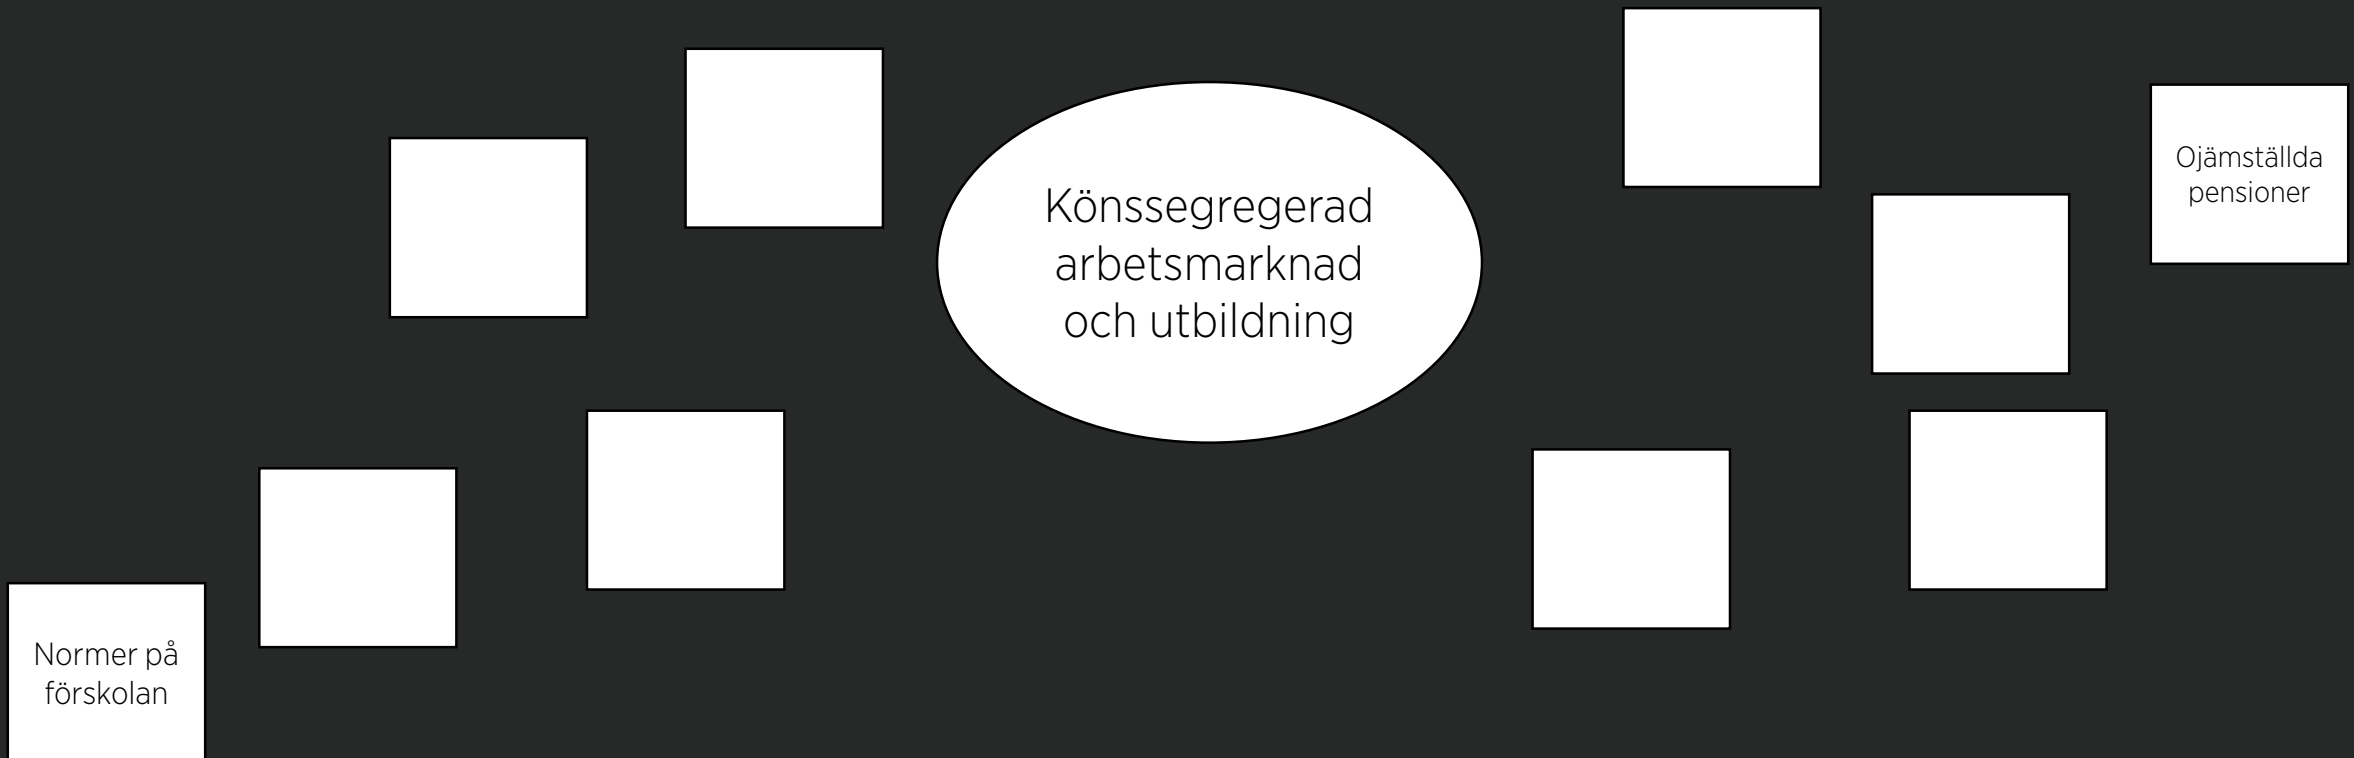 Könssegregerad
arbetsmarknad
och utbildning
Ojämställda
pensioner
Normer på
förskolan